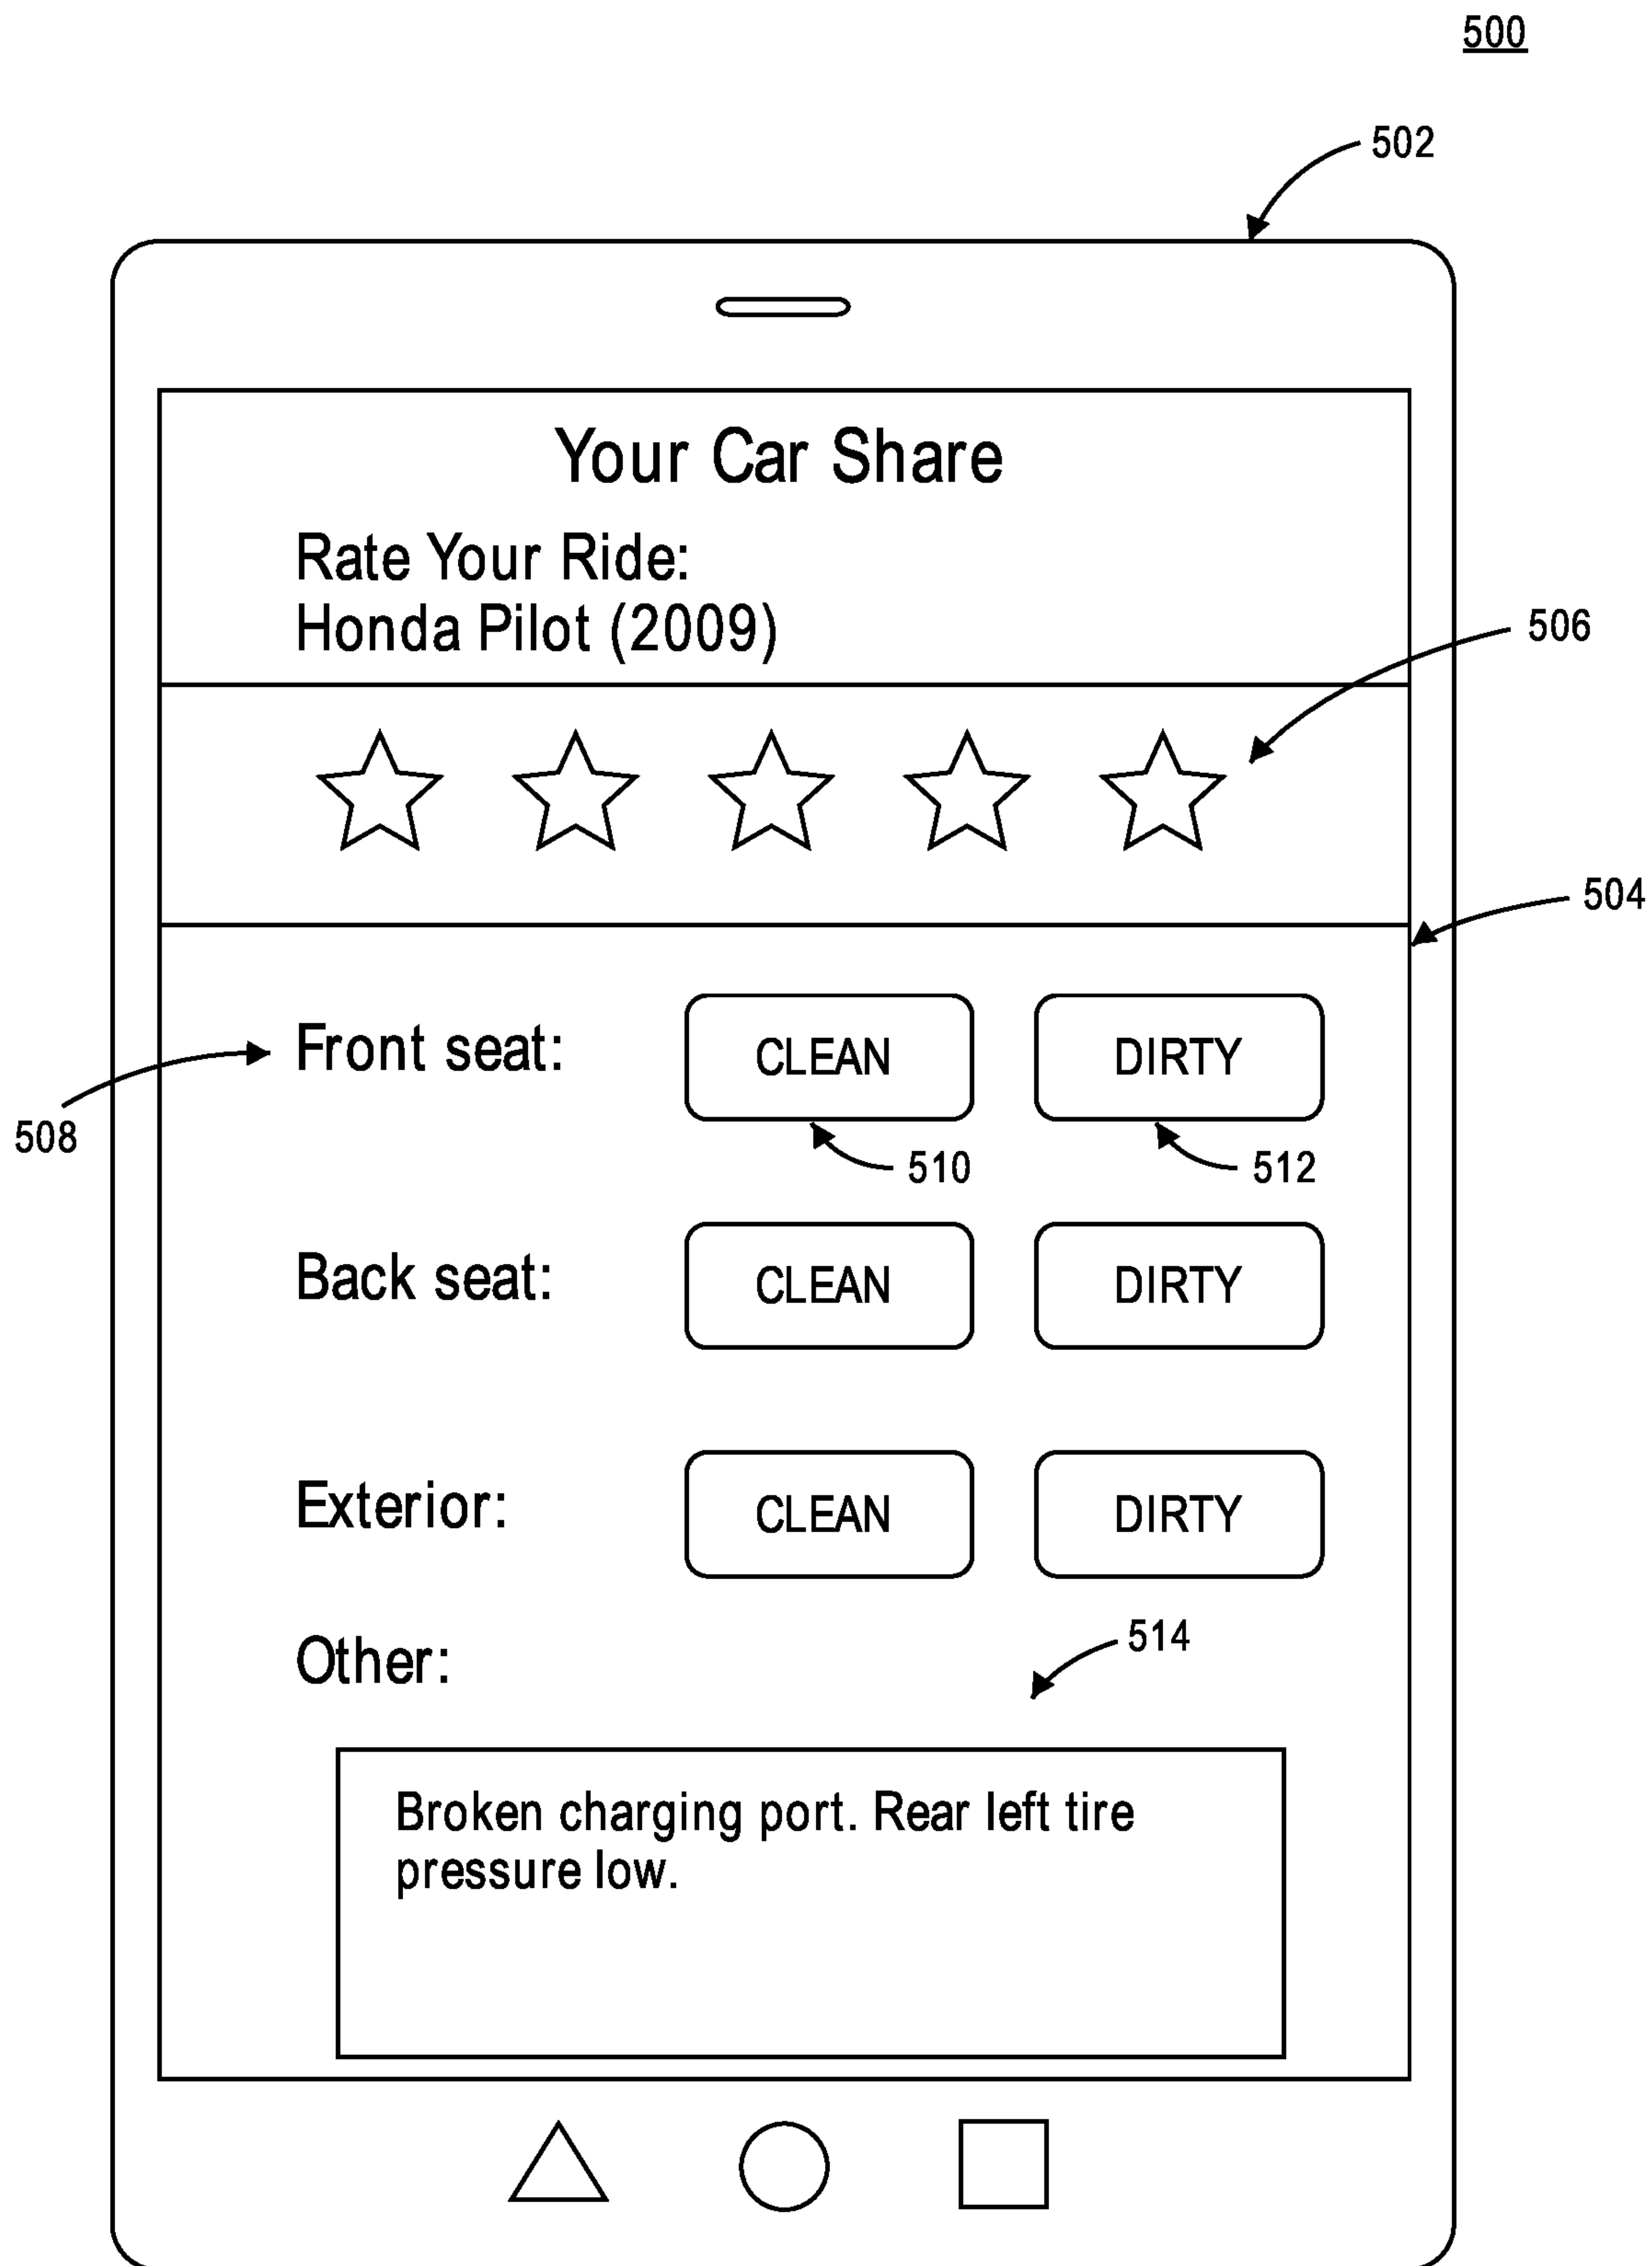 500
502
Your Car Share
Rate Your Ride:
Honda Pilot (2009)
506
504
Front seat: CLEAN DIRTY
508
510 512
Back seat: CLEAN DIRTY
Exterior: CLEAN DIRTY
514
Other:
Broken charging port. Rear left tire
pressure low.